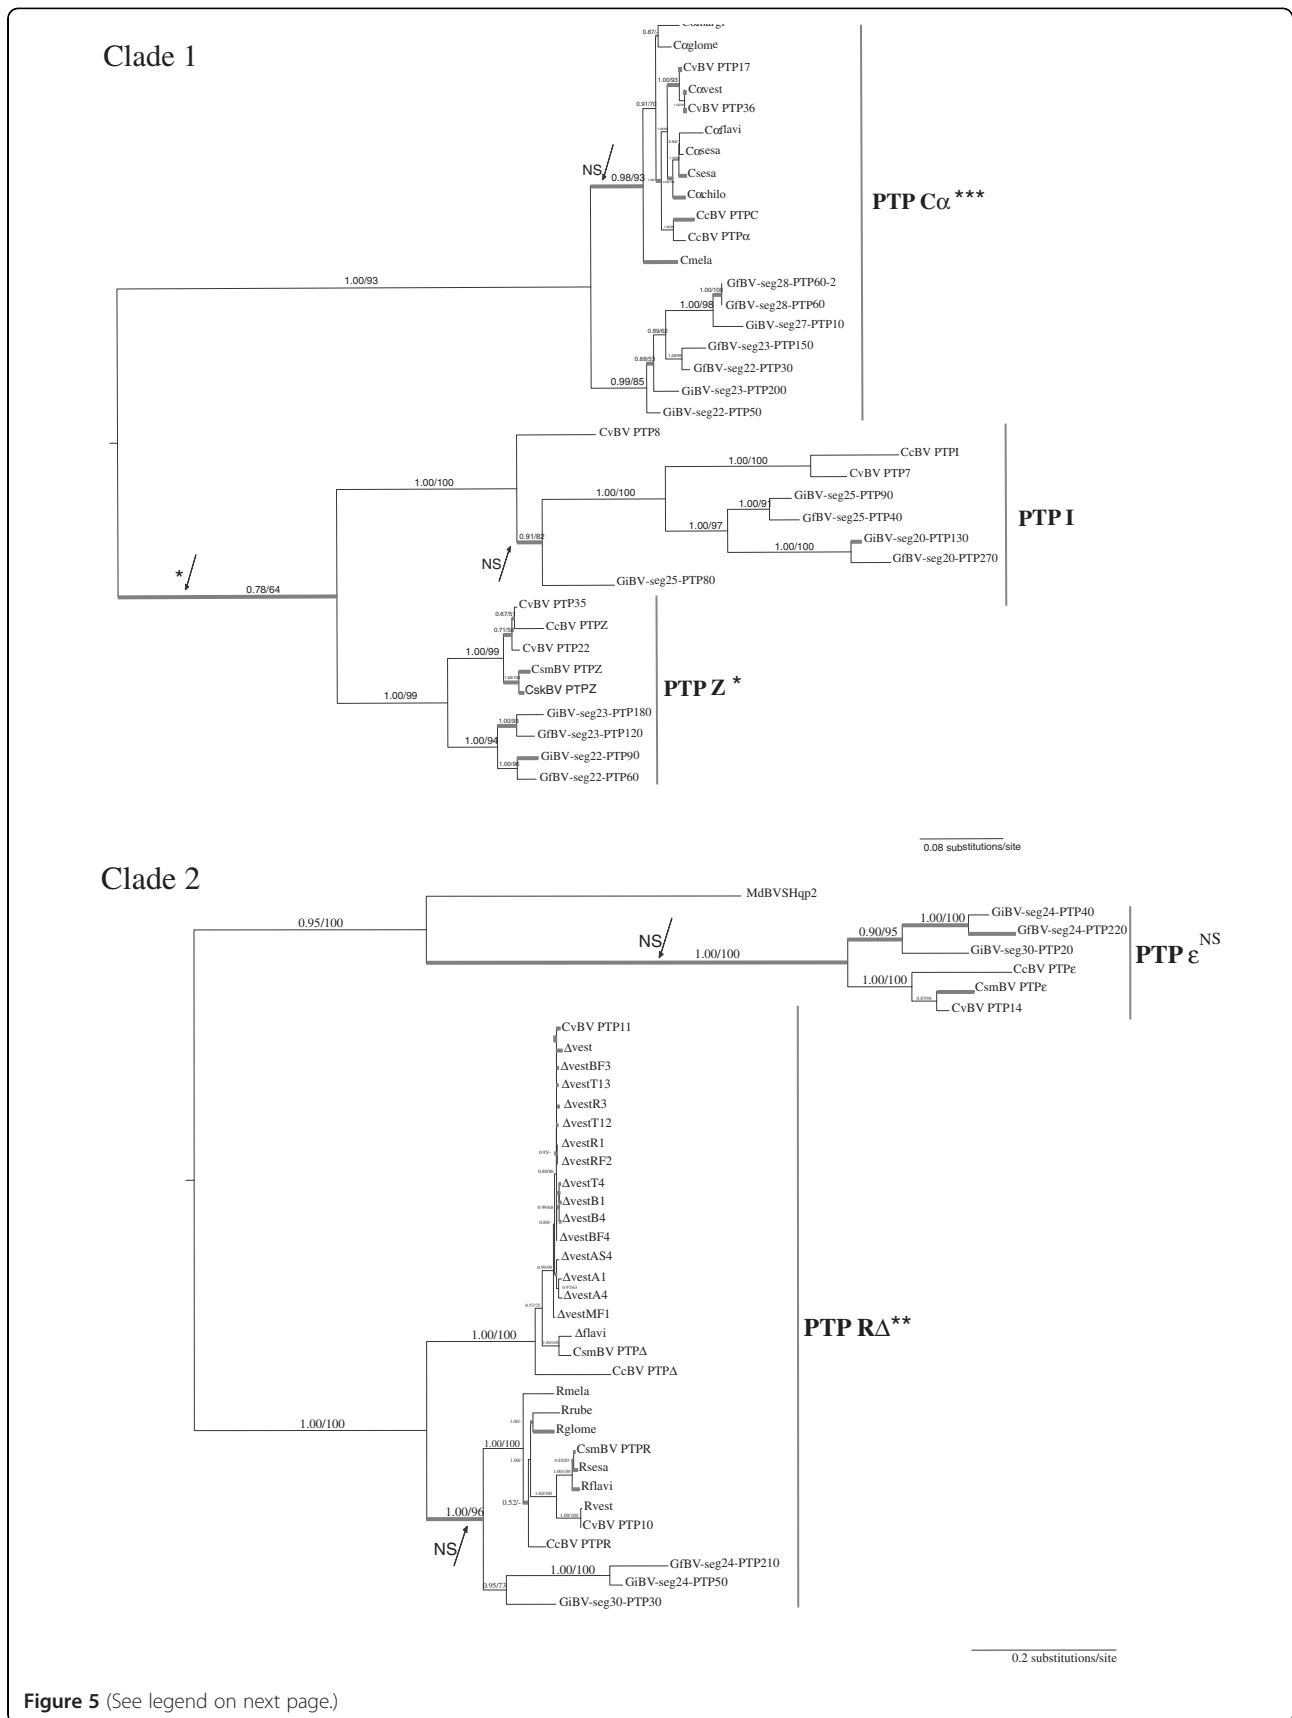 Clade 1
0.87/-
Cαglome
CvBV PTP17
1.00/93
Cαvest
CvBV PTP36
0.91/70
Cαflavi
Cαsesa
NS
Csesa
0.98/93
Cαchilo
PTP Cα ***
CcBV PTPC
CcBV PTPα
Cmela
1.00/93
GfBV-seg28-PTP60-2
1.00/100
GfBV-seg28-PTP60
1.00/98
GiBV-seg27-PTP10
0.89/62
GfBV-seg23-PTP150
0.88/53
GfBV-seg22-PTP30
0.99/85
GiBV-seg23-PTP200
GiBV-seg22-PTP50
CvBV PTP8
CcBV PTPI
1.00/100
CvBV PTP7
1.00/100
1.00/100
GiBV-seg25-PTP90
1.00/91
GfBV-seg25-PTP40
PTP I
1.00/97
0.91/82
GiBV-seg20-PTP130
1.00/100
GfBV-seg20-PTP270
NS
GiBV-seg25-PTP80
*
0.78/64
CvBV PTP35
0.67/51
CcBV PTPZ
CvBV PTP22
1.00/99
CsmBV PTPZ
CskBV PTPZ
PTP Z *
1.00/99
GiBV-seg23-PTP180
1.00/93
GfBV-seg23-PTP120
1.00/94
GiBV-seg22-PTP90
1.00/96
GfBV-seg22-PTP60
0.08 substitutions/site
Clade 2
MdBVSHqp2
0.95/100
GiBV-seg24-PTP40
1.00/100
GfBV-seg24-PTP220
0.90/95
NS
GiBV-seg30-PTP20
PTP ε NS
1.00/100
CcBV PTPε
1.00/100
CsmBV PTPε
CvBV PTP14
CvBV PTP11
Δvest
ΔvestBF3
ΔvestT13
ΔvestR3
ΔvestT12
ΔvestR1
ΔvestRF2
ΔvestT4
ΔvestB1
ΔvestB4
ΔvestBF4
ΔvestAS4
ΔvestA1
ΔvestA4
ΔvestMF1
PTP RΔ**
Δflavi
1.00/100
CsmBV PTPΔ
CcBV PTPΔ
Rmela
Rrube
Rglome
1.00/100
1.00/100
CsmBV PTPR
Rsesa
Rflavi
0.52/-
Rvest
1.00/96
CvBV PTP10
NS
CcBV PTPR
GfBV-seg24-PTP210
1.00/100
GiBV-seg24-PTP50
0.95/73
GiBV-seg30-PTP30
0.2 substitutions/site
Figure 5 (See legend on next page.)